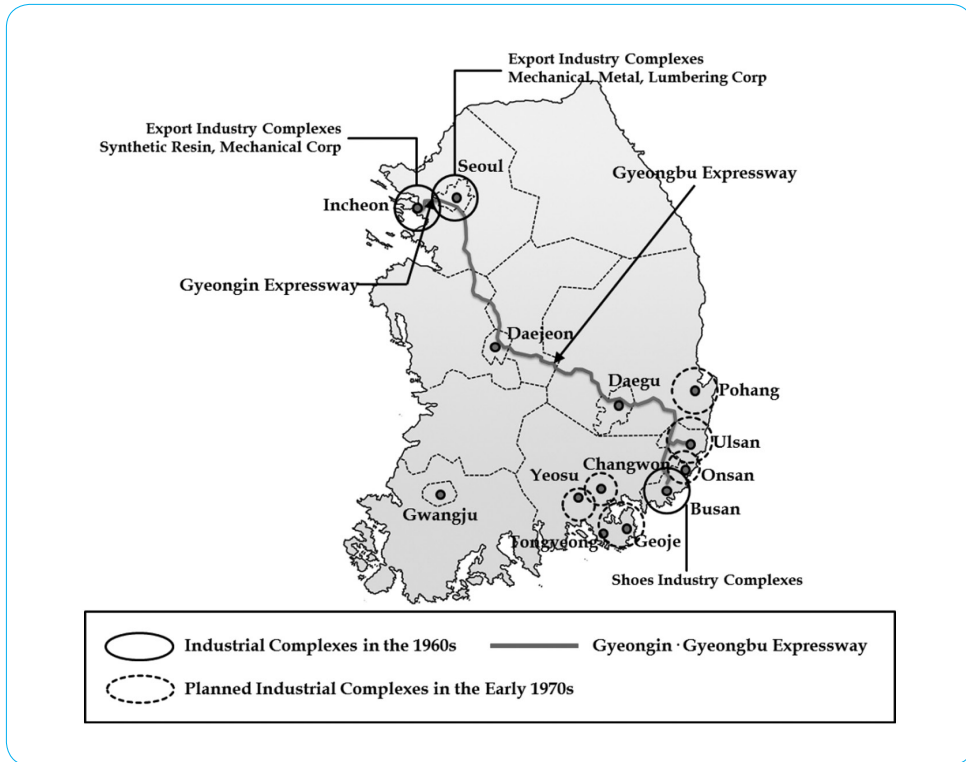 Export Industry Complexes
Mechanical, Metal, Lumbering Corp
Export Industry Complexes
Synthetic Resin, Mechanical Corp
Seoul
Gyeongbu Expressway
Incheon
Gyeongin Expressway
Daejeon
Daegu
Pohang
Ulsan
Changwon
Yeosu
Onsan
Busan
Gwangju
Tongyeong
Geoje
Shoes Industry Complexes
Industrial Complexes in the 1960s
Gyeongin · Gyeongbu Expressway
Planned Industrial Complexes in the Early 1970s